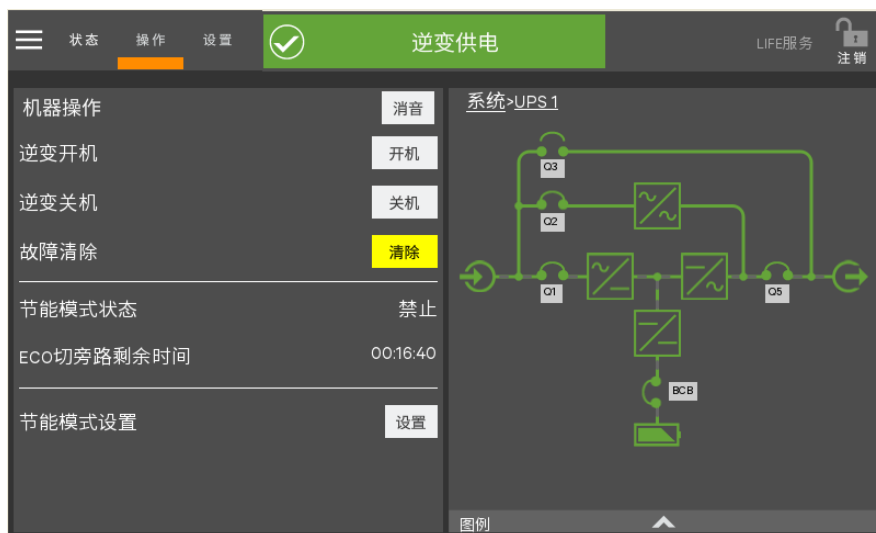 状态 操作 设置 逆变供电 LIFE服务 注销
机器操作 消音
逆变开机 开机
逆变关机 关机
故障清除 清除
节能模式状态 禁止
ECO切旁路剩余时间 00:16:40
节能模式设置 设置
系统>UPS 1
Q3
Q2
Q1
Q5
BCB
图例